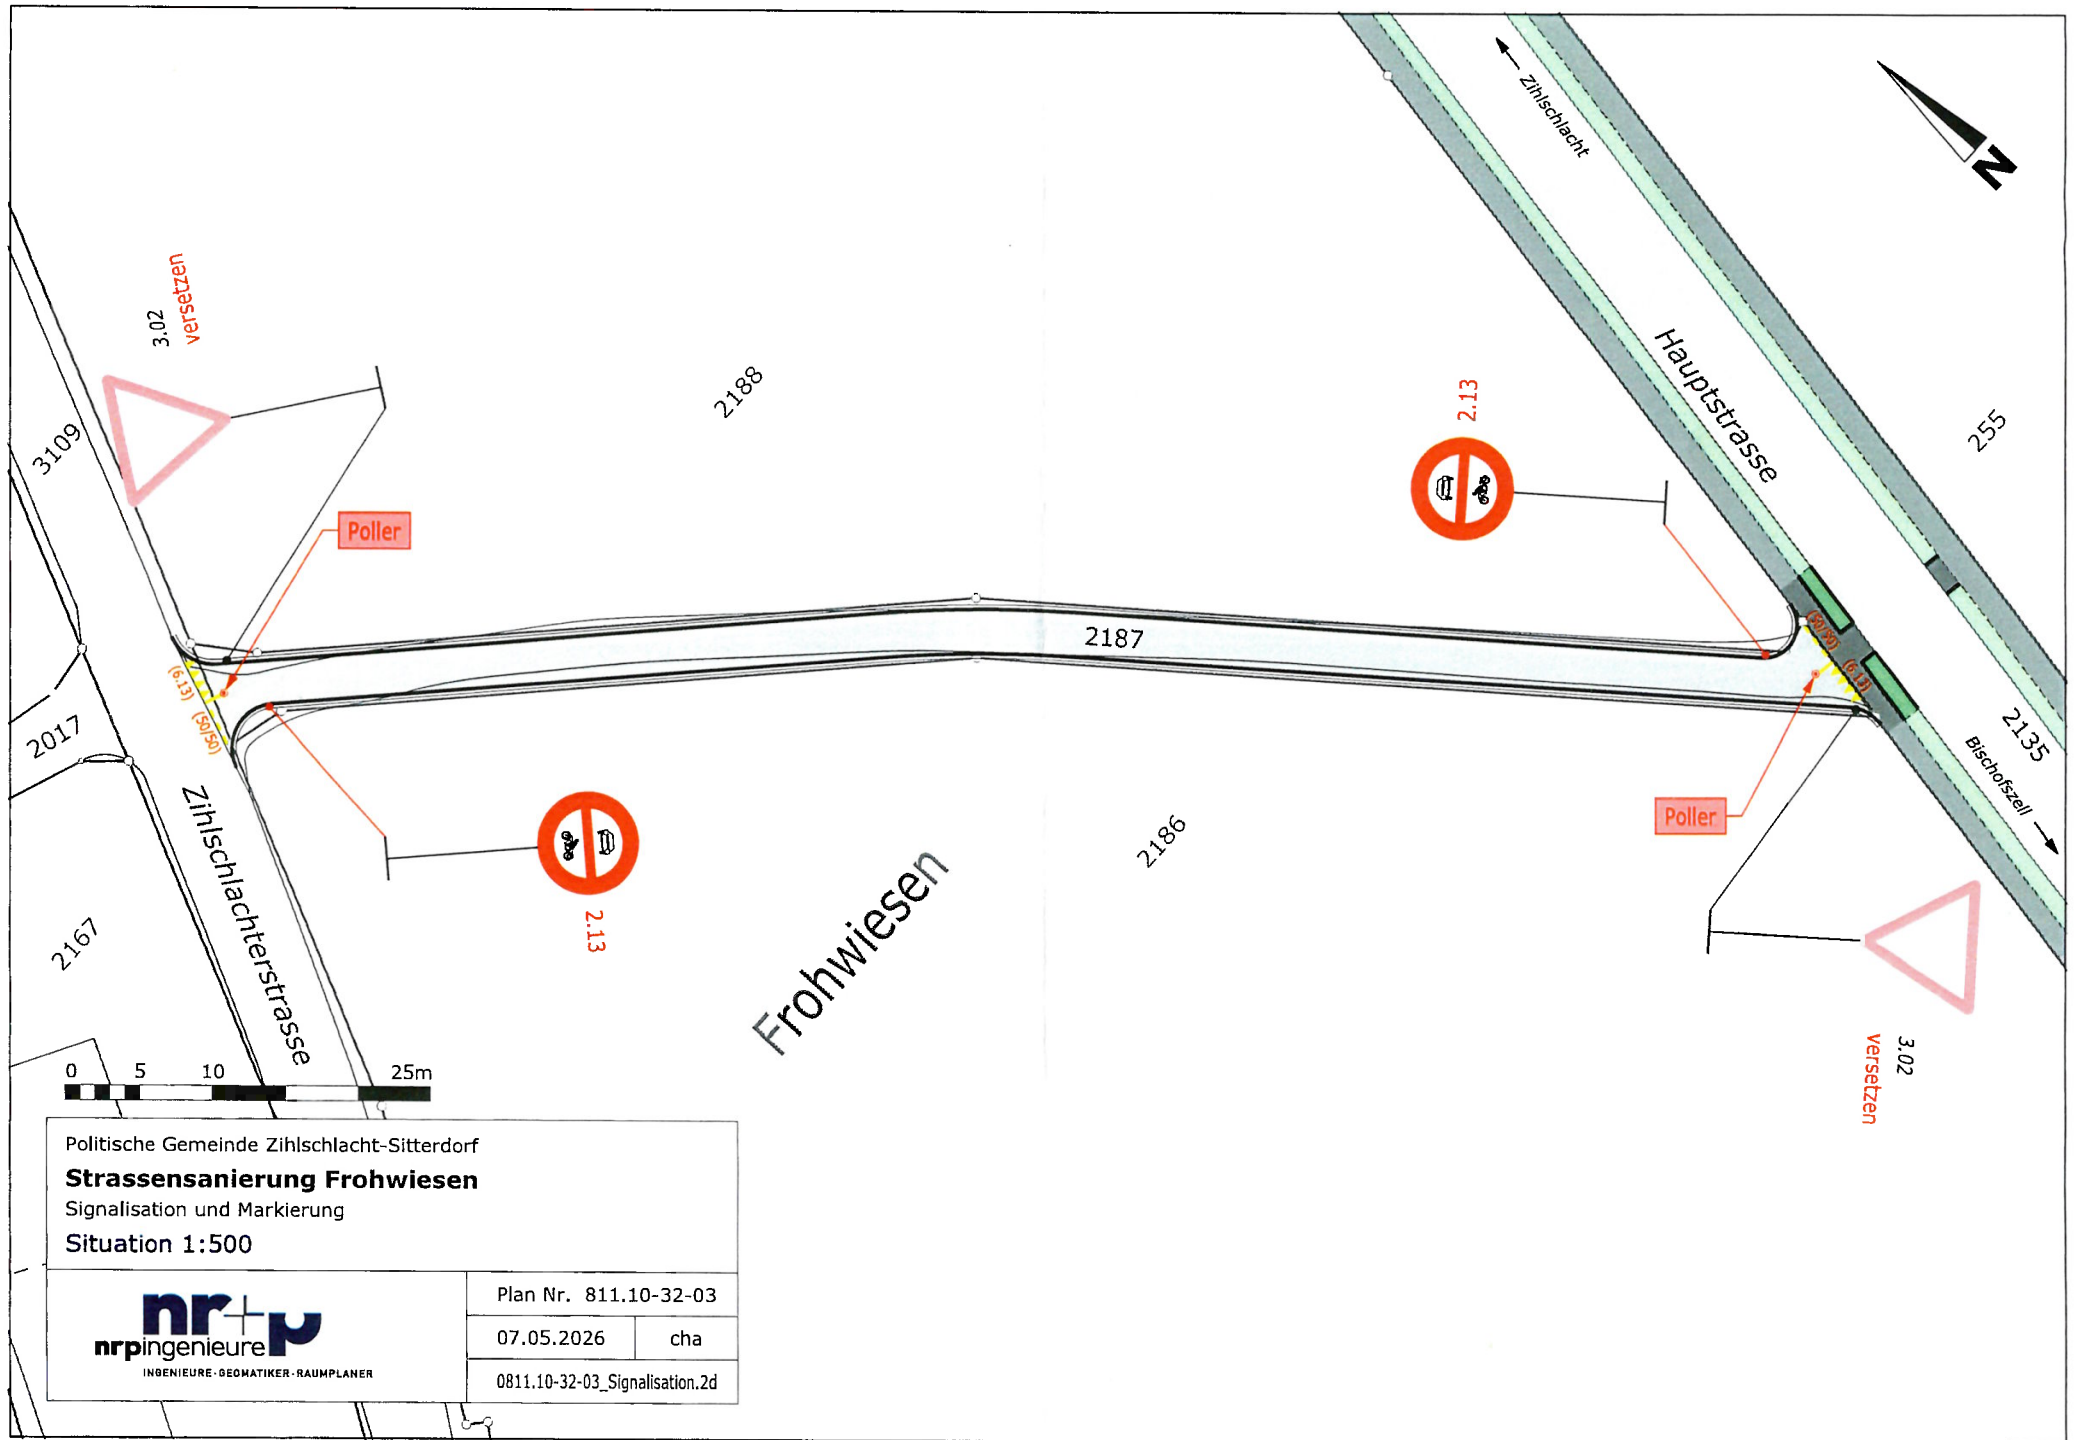 Zihlschlacht
N
3.02
versetzen
Hauptstrasse
2188
2.13
3109
255
Poller
2187
(50/50)
(6.13)
(6.13)
(50/50)
2017
2135
Bischofszell
Zihlschlachterstrasse
Poller
2186
Frohwiesen
2.13
2167
3.02
versetzen
0 5 10 25m
Politische Gemeinde Zihlschlacht-Sitterdorf
Strassensanierung Frohwiesen
Signalisation und Markierung
Situation 1:500
nr+p
nrpingenieure
INGENIEURE·GEOMATIKER·RAUMPLANER
Plan Nr. 811.10-32-03
07.05.2026 cha
0811.10-32-03_Signalisation.2d